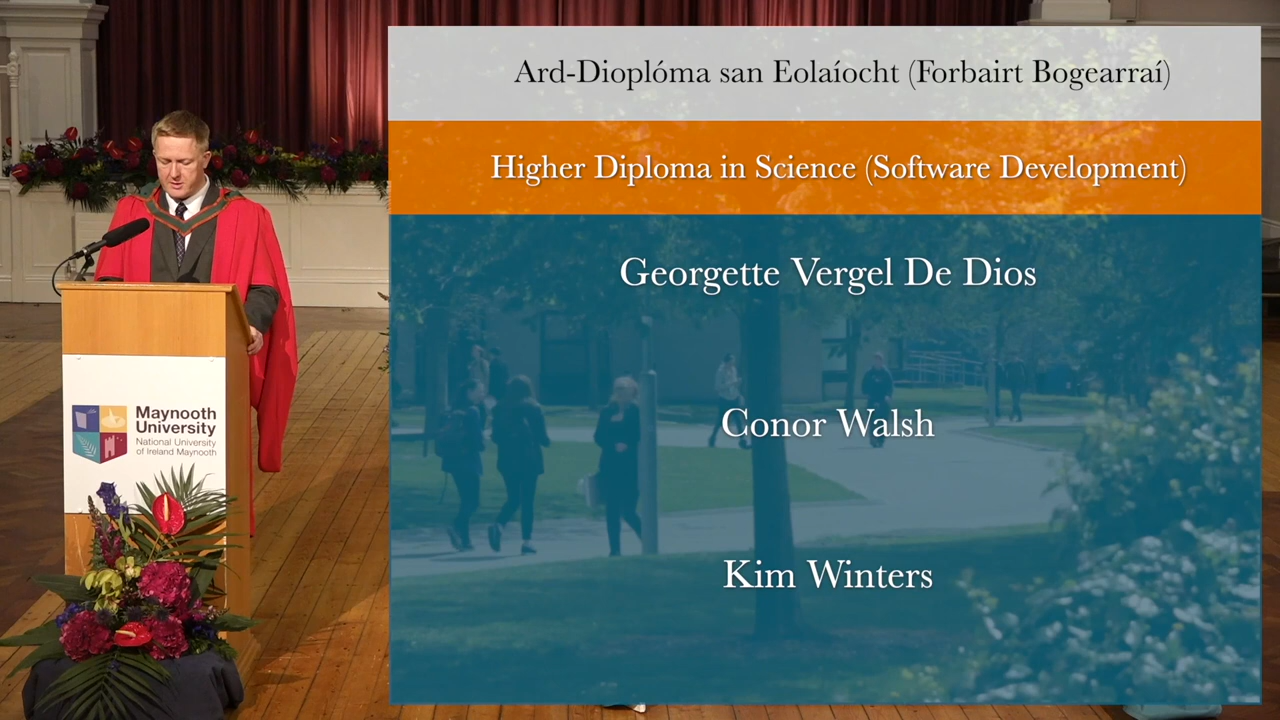 Ard-Dioplóma san Eolaíocht (Forbairt Bogearraí)
Higher Diploma in Science (Software Development)
Georgette Vergel De Dios
Conor Walsh
Kim Winters
Maynooth
University
National University
of Ireland Maynooth